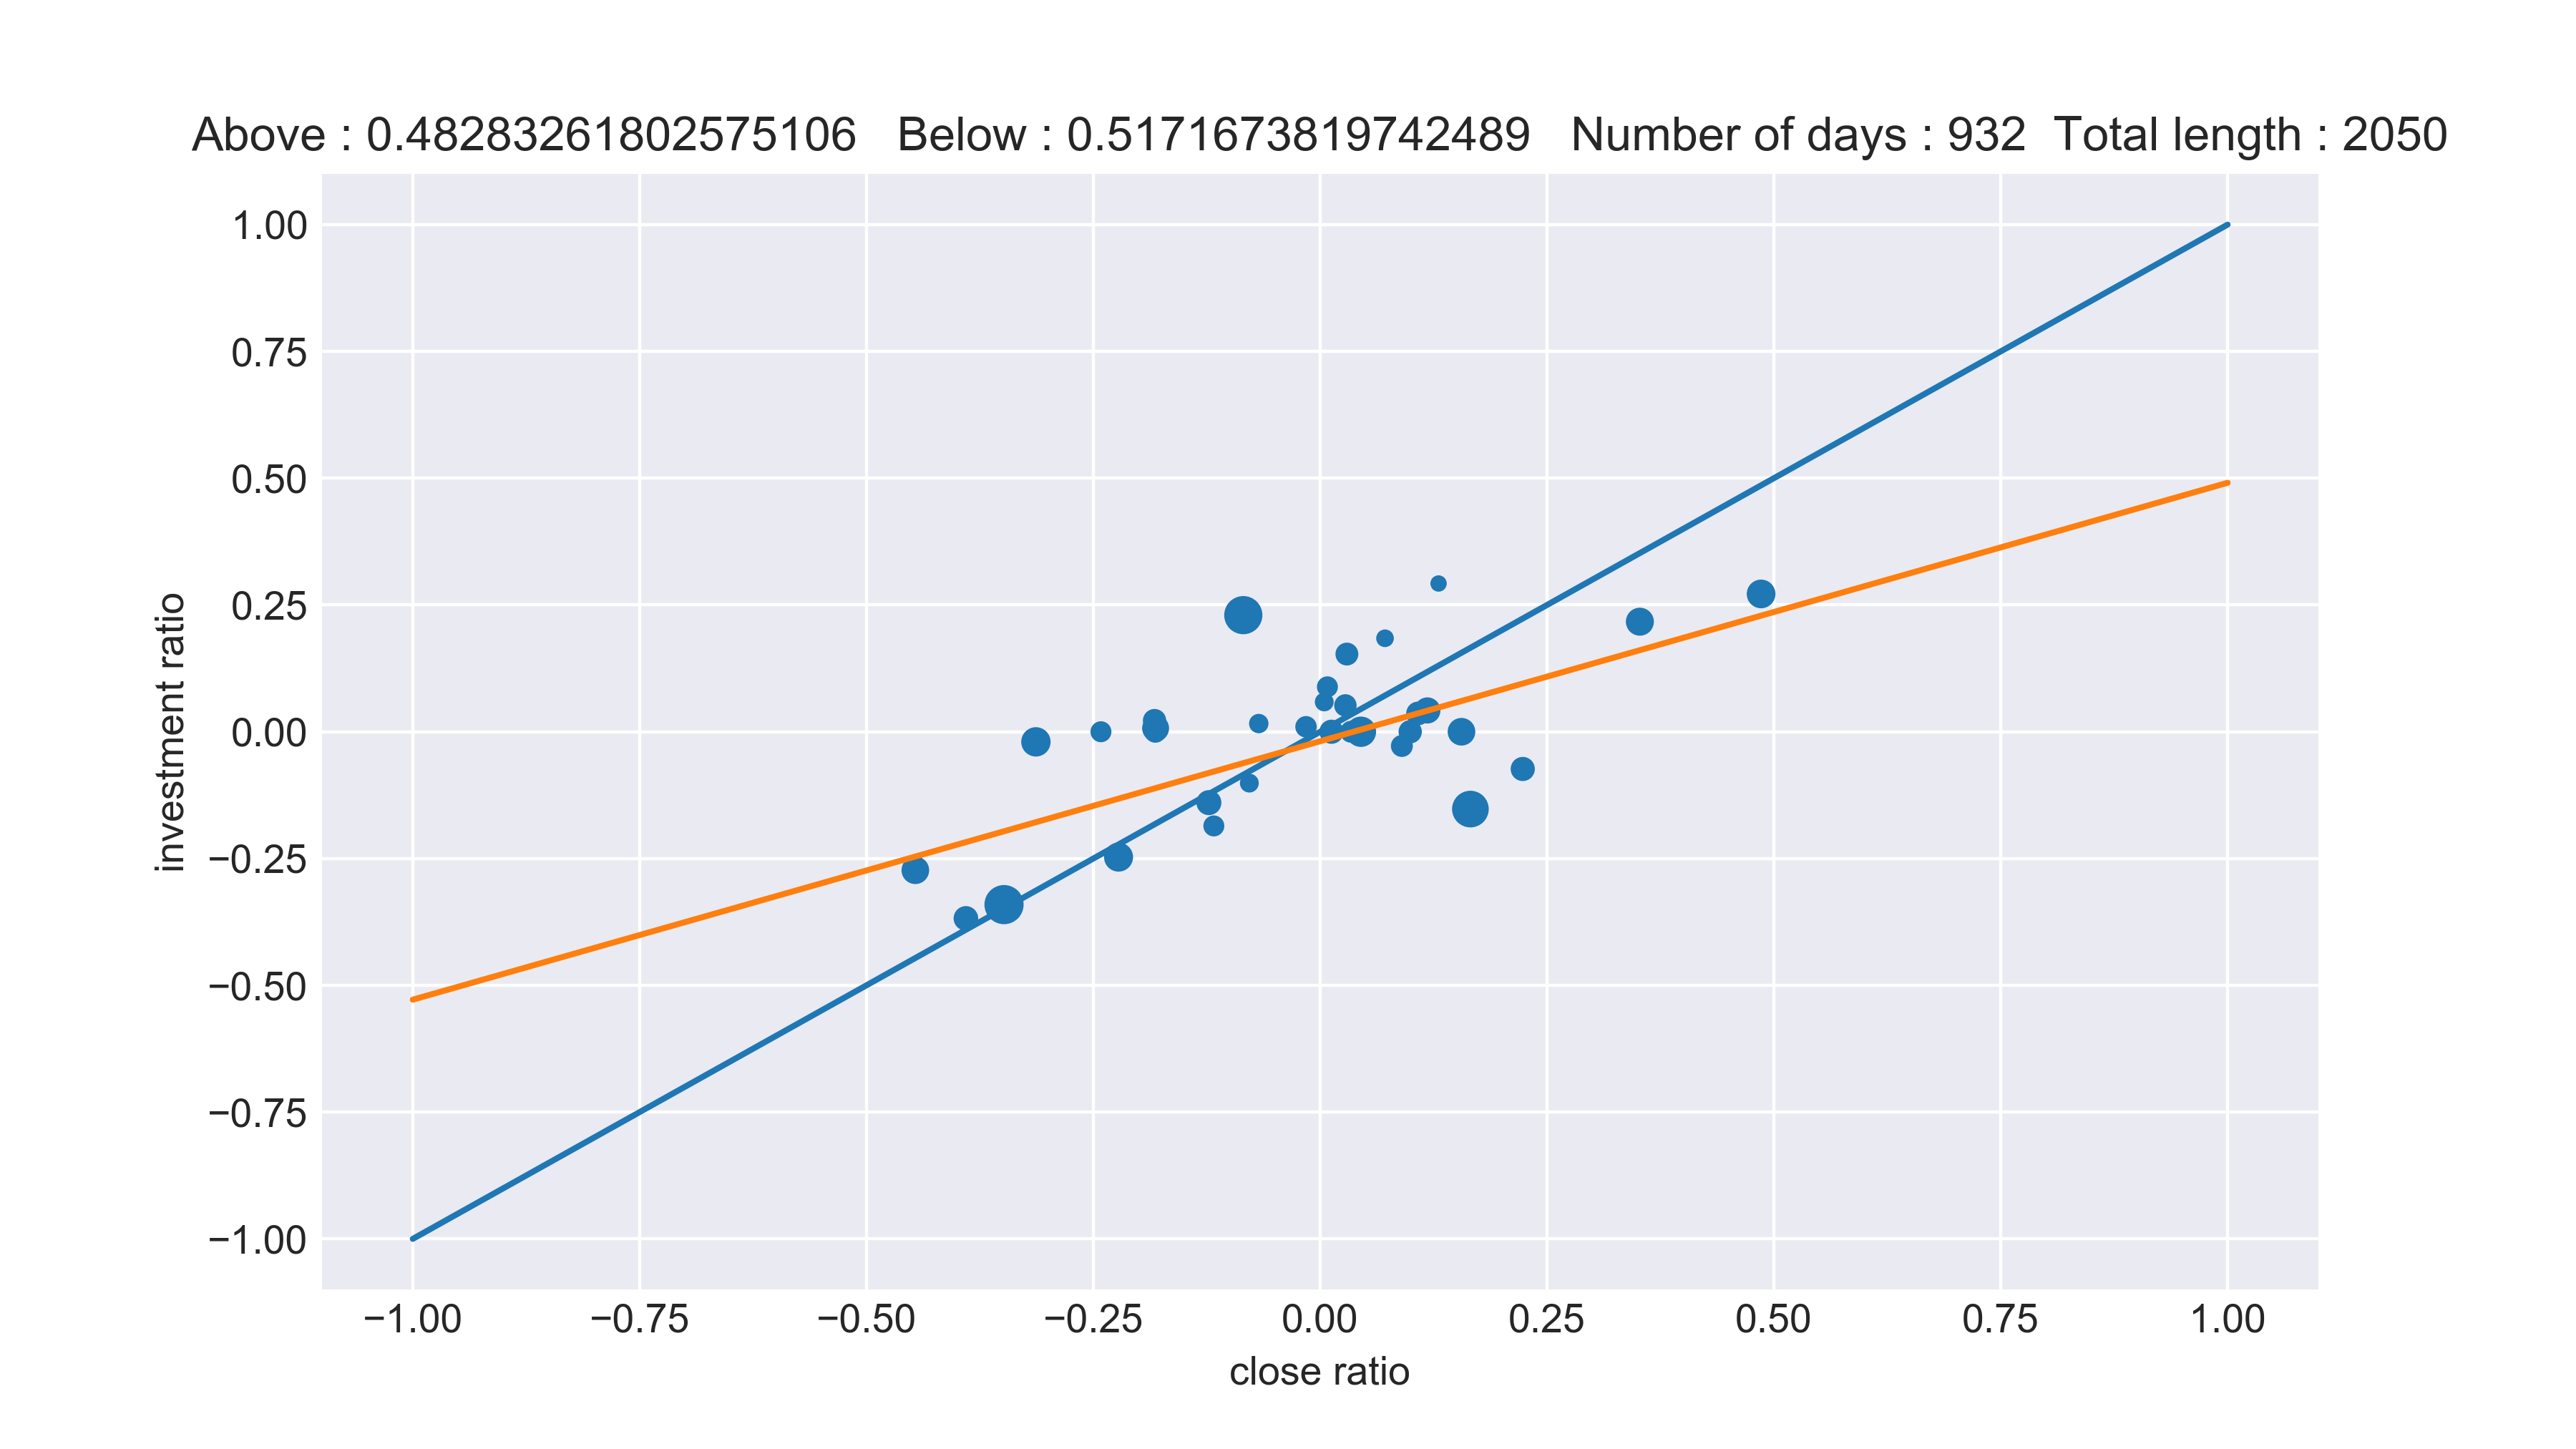 Above : 0.48283261802575106   Below : 0.5171673819742489   Number of days : 932  Total length : 2050
1.00
0.75
0.50
0.25
0.00
−0.25
−0.50
−0.75
−1.00
investment ratio
−1.00 −0.75 −0.50 −0.25 0.00 0.25 0.50 0.75 1.00
close ratio